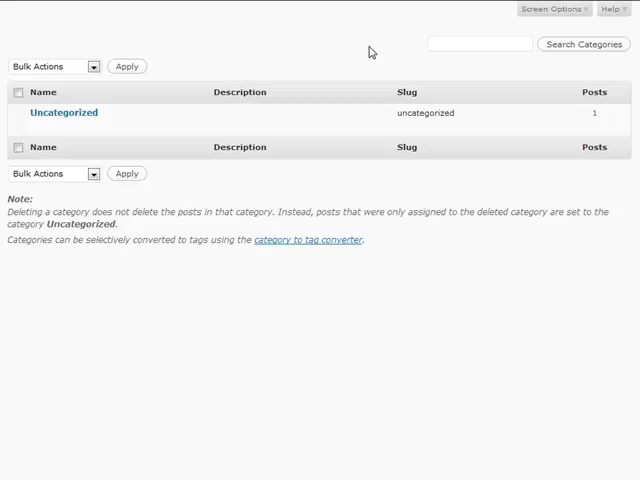 Screen Options Help
Search Categories
Bulk Actions Apply
Name Description Slug Posts
Uncategorized uncategorized 1
Name Description Slug Posts
Bulk Actions Apply
Note:
Deleting a category does not delete the posts in that category. Instead, posts that were only assigned to the deleted category are set to the
category Uncategorized.
Categories can be selectively converted to tags using the category to tag converter.